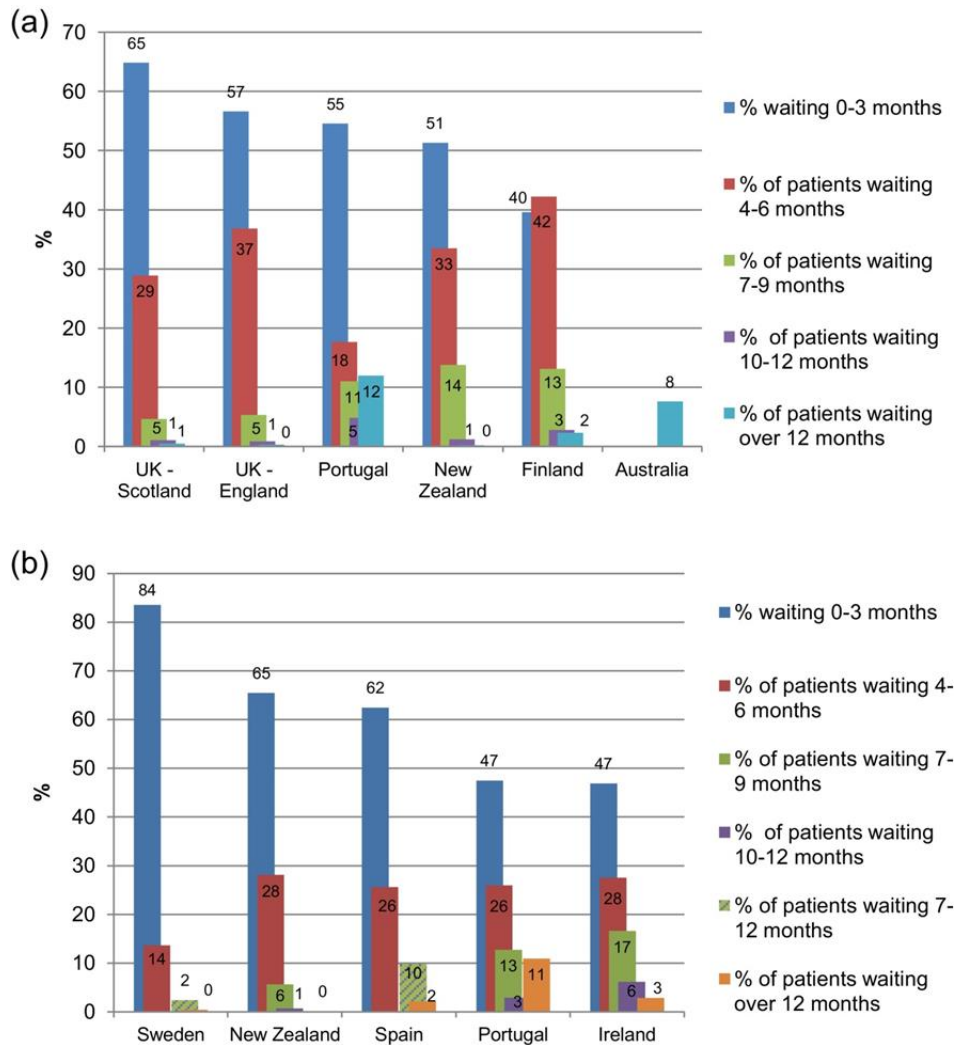 (a)
70
60
50
40
30
20
10
0
%
65
29
5
1
1
57
37
5
1
0
55
18
11
5
12
51
33
14
1
0
40
42
13
3
2
8
UK -
Scotland
UK -
England
Portugal
New
Zealand
Finland
Australia
% waiting 0-3 months
% of patients waiting
4-6 months
% of patients waiting
7-9 months
%  of patients waiting
10-12 months
% of patients waiting
over 12 months
(b)
90
80
70
60
50
40
30
20
10
0
%
84
14
2
0
65
28
6
1
0
62
26
10
2
47
26
13
3
11
47
28
17
6
3
Sweden
New Zealand
Spain
Portugal
Ireland
% waiting 0-3 months
% of patients waiting 4-
6 months
% of patients waiting 7-
9 months
%  of patients waiting
10-12 months
% of patients waiting 7-
12 months
% of patients waiting
over 12 months